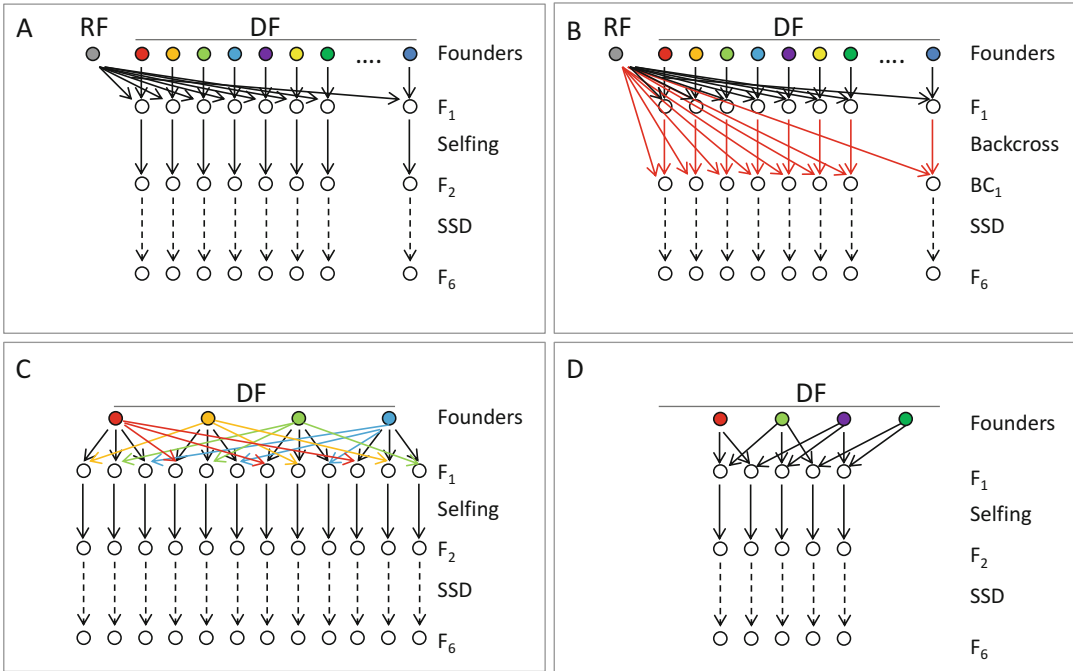 A
RF
DF
....
Founders
F1
Selfing
F2
SSD
F6
B
RF
DF
....
Founders
F1
Backcross
BC1
SSD
F6
C
DF
Founders
F1
Selfing
F2
SSD
F6
D
DF
Founders
F1
Selfing
F2
SSD
F6